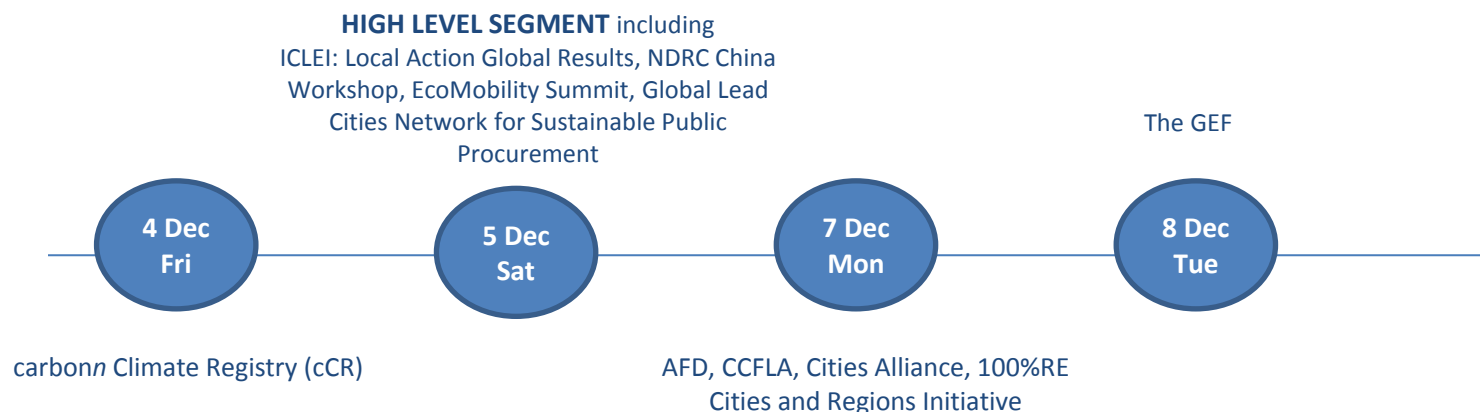 HIGH LEVEL SEGMENT including
ICLEI: Local Action Global Results, NDRC China
Workshop, EcoMobility Summit, Global Lead
Cities Network for Sustainable Public
Procurement
The GEF
4 Dec
Fri
5 Dec
Sat
7 Dec
Mon
8 Dec
Tue
carbonn Climate Registry (cCR)
AFD, CCFLA, Cities Alliance, 100%RE
Cities and Regions Initiative